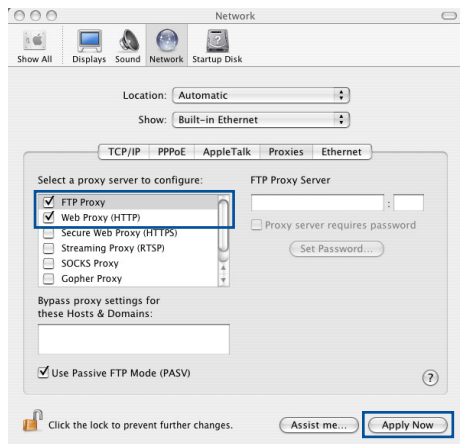 Network
Show All Displays Sound Network Startup Disk
Location: Automatic
Show: Built-in Ethernet
TCP/IP PPPoE AppleTalk Proxies Ethernet
Select a proxy server to configure: FTP Proxy Server
FTP Proxy :
Web Proxy (HTTP) Proxy server requires password
Secure Web Proxy (HTTPS)
Streaming Proxy (RTSP) Set Password...
SOCKS Proxy
Gopher Proxy
Bypass proxy settings for
these Hosts & Domains:
Use Passive FTP Mode (PASV) ?
Click the lock to prevent further changes. Assist me... Apply Now